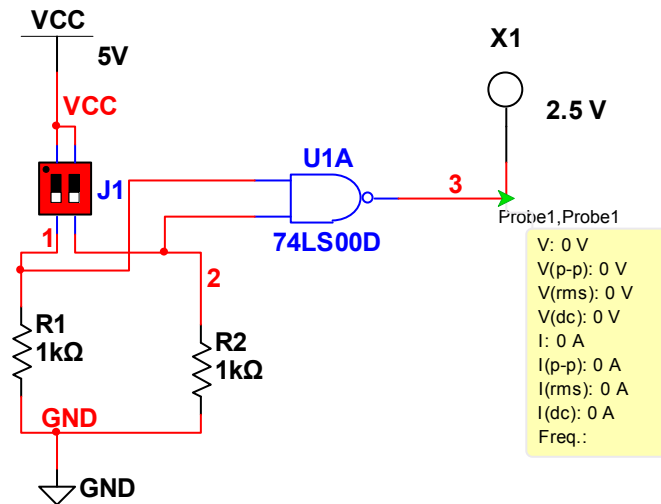 VCC
5V
VCC
J1
1
2
U1A
74LS00D
3
X1
2.5 V
Probe1,Probe1
V: 0 V
V(p-p): 0 V
V(rms): 0 V
V(dc): 0 V
I: 0 A
I(p-p): 0 A
I(rms): 0 A
I(dc): 0 A
Freq.:
R1
1kΩ
R2
1kΩ
GND
GND